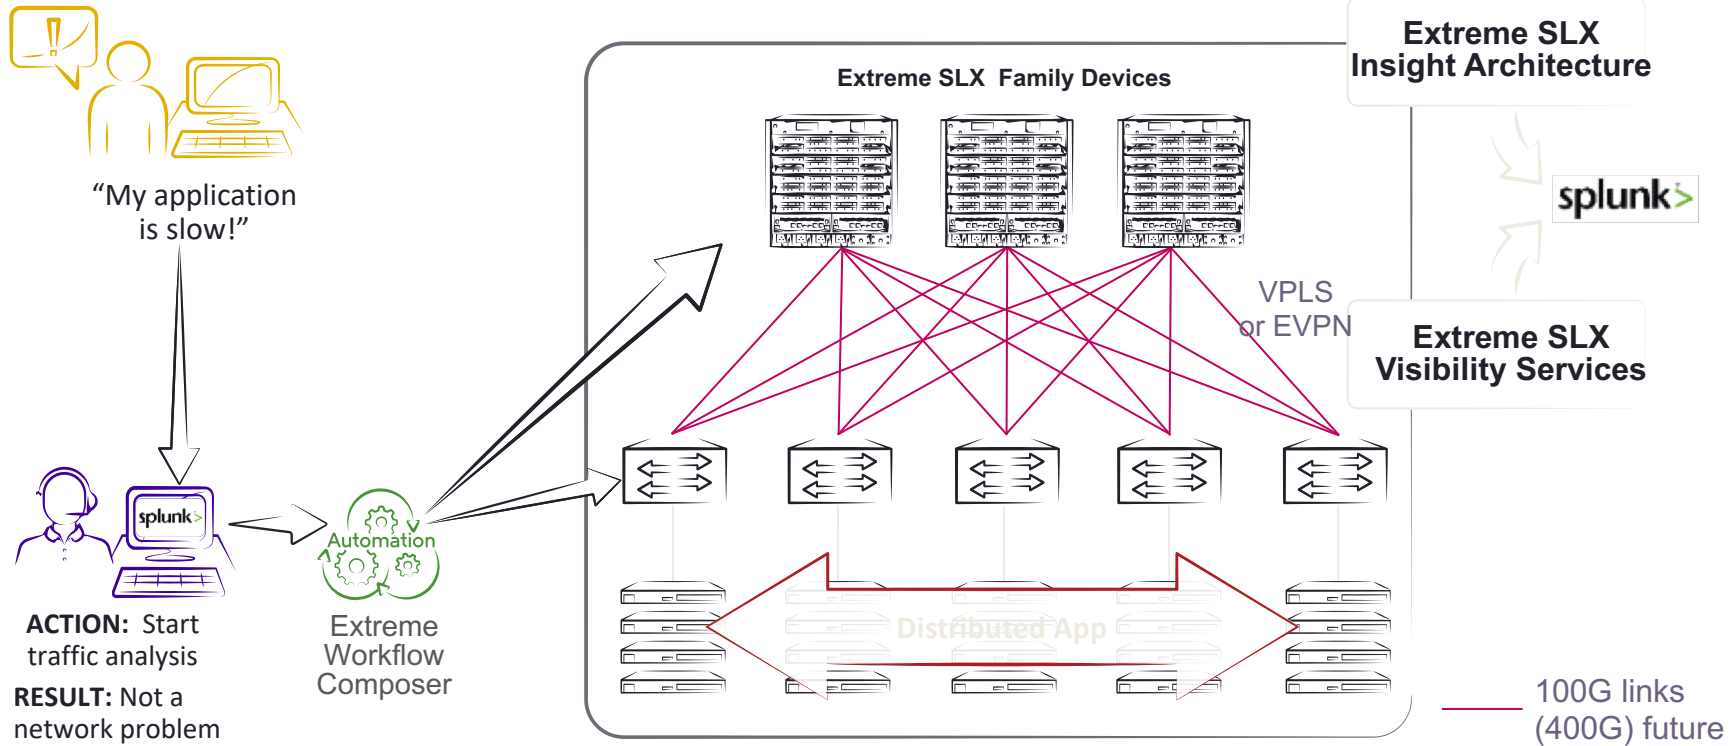 Extreme SLX
Insight Architecture
Extreme SLX  Family Devices
“My application
is slow!”
splunk>
VPLS
or EVPN
Extreme SLX
Visibility Services
splunk>
Automation
Distributed App
ACTION:  Start
traffic analysis
RESULT: Not a
network problem
Extreme
Workflow
Composer
100G links
(400G) future